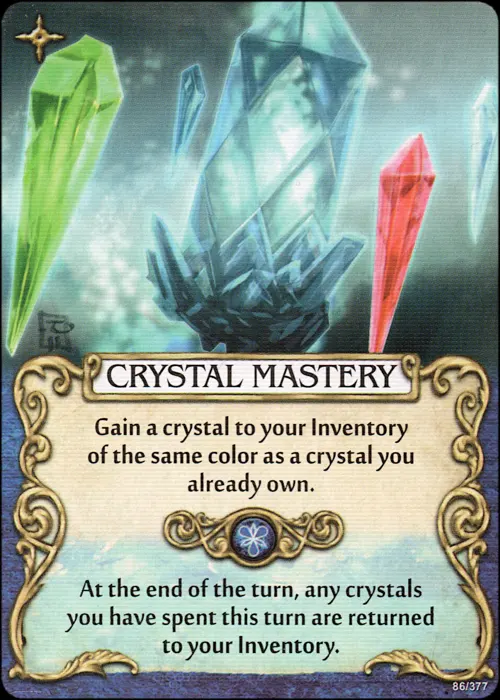 CRYSTAL MASTERY
Gain a crystal to your Inventory
of the same color as a crystal you
already own.
At the end of the turn, any crystals
you have spent this turn are returned
to your Inventory.
86/377